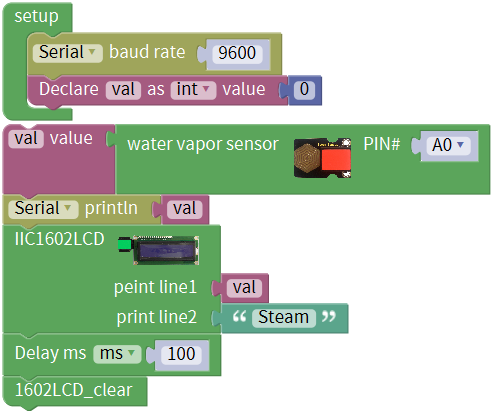 setup
Serial baud rate 9600
Declare val as int value 0
val value water vapor sensor PIN# A0
Serial println val
IIC1602LCD
peint line1 val
print line2 “ Steam ”
Delay ms ms 100
1602LCD_clear